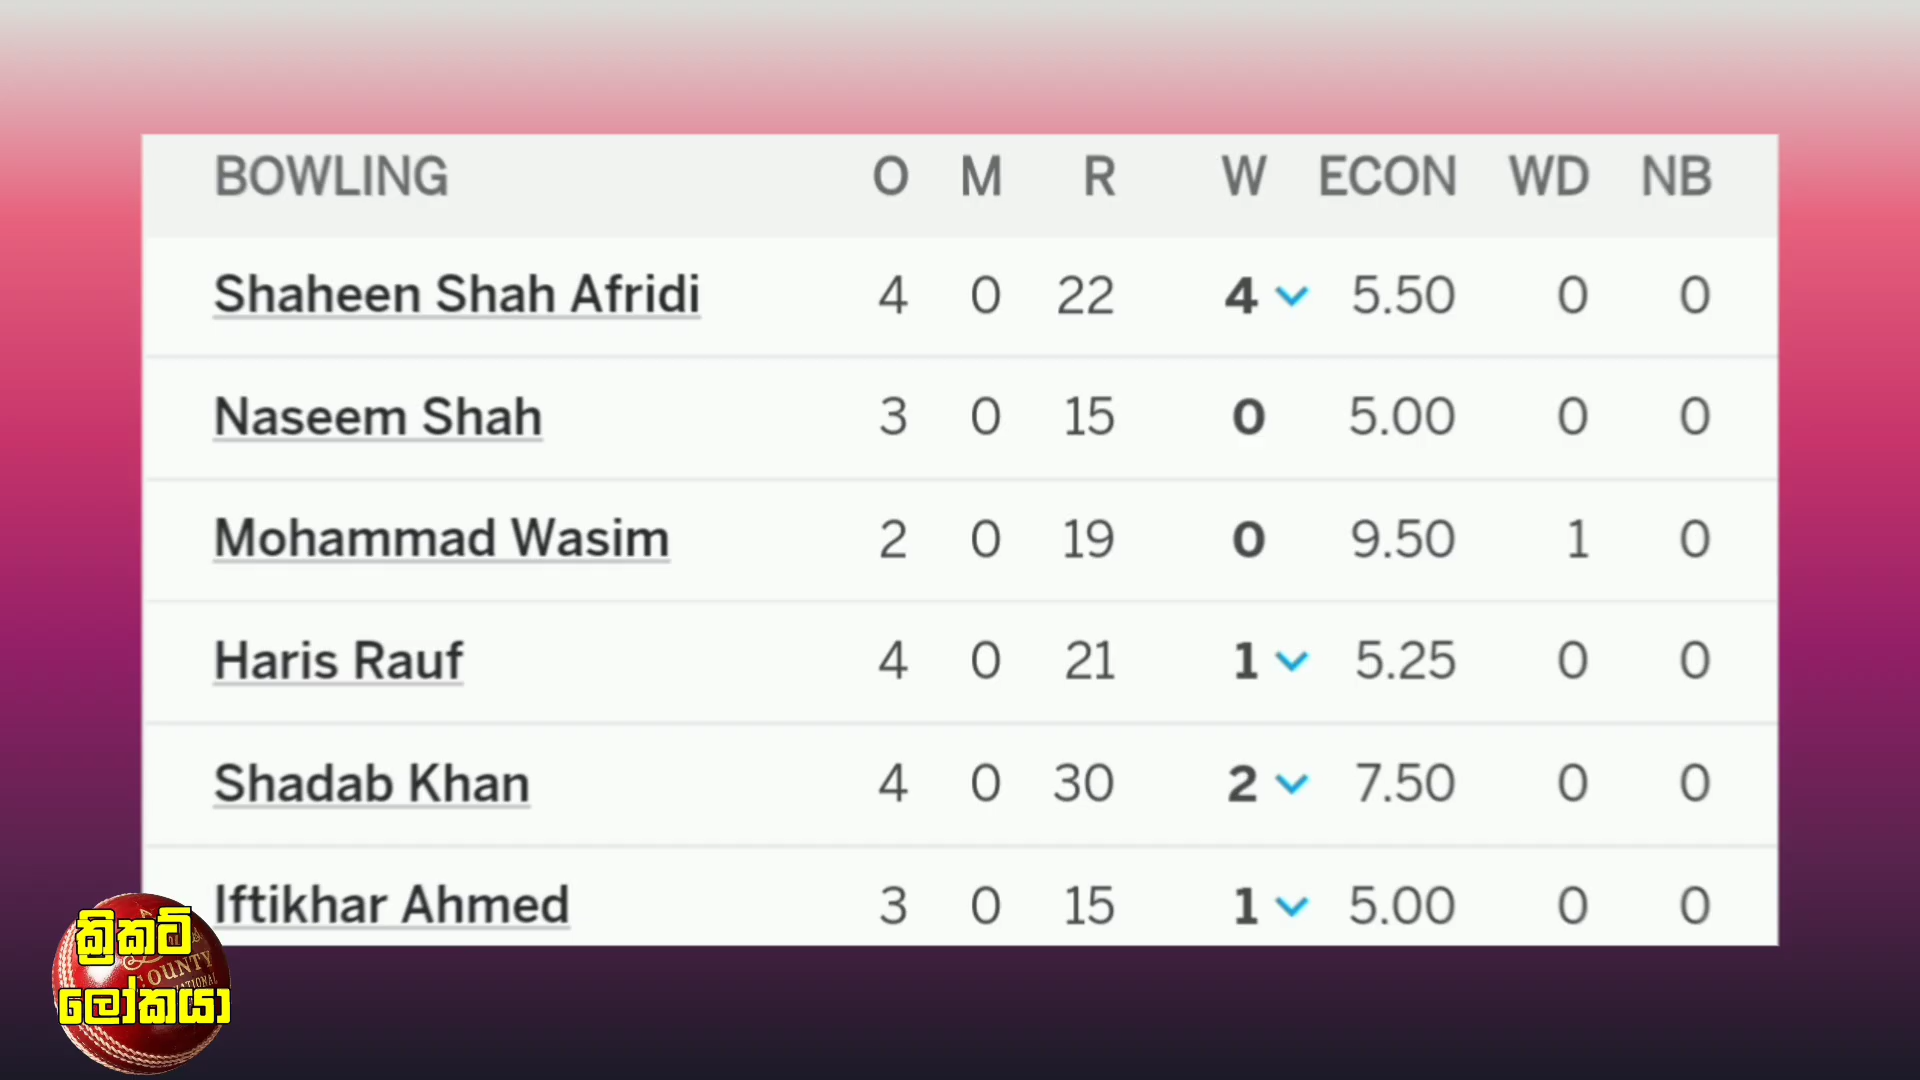 BOWLING O M R W ECON WD NB
Shaheen Shah Afridi 4 0 22 4 5.50 0 0
Naseem Shah 3 0 15 0 5.00 0 0
Mohammad Wasim 2 0 19 0 9.50 1 0
Haris Rauf 4 0 21 1 5.25 0 0
Shadab Khan 4 0 30 2 7.50 0 0
Iftikhar Ahmed 3 0 15 1 5.00 0 0
ක්‍රිකට්
COUNTY
ලෝකයා